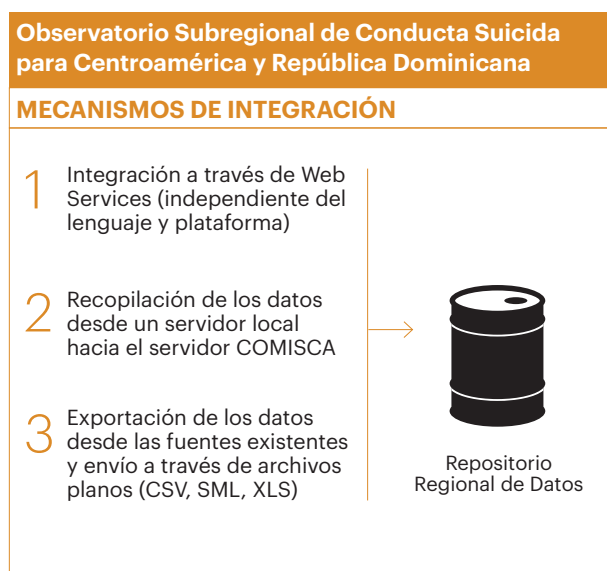 Observatorio Subregional de Conducta Suicida
para Centroamérica y República Dominicana
MECANISMOS DE INTEGRACIÓN
1
Integración a través de Web
Services (independiente del
lenguaje y plataforma)
2
Recopilación de los datos
desde un servidor local
hacia el servidor COMISCA
3
Exportación de los datos
desde las fuentes existentes
y envío a través de archivos
planos (CSV, SML, XLS)
Repositorio
Regional de Datos